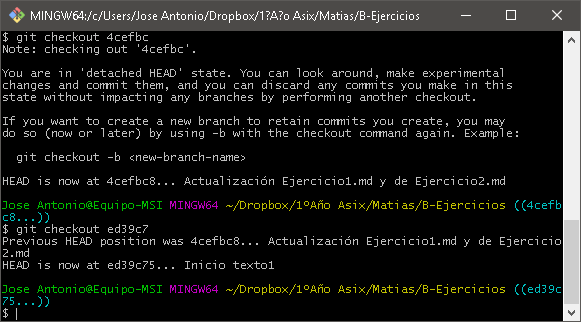 MINGW64:/c/Users/Jose Antonio/Dropbox/1?A?o Asix/Matias/B-Ejercicios
$ git checkout 4cefbc
Note: checking out '4cefbc'.
You are in 'detached HEAD' state. You can look around, make experimental
changes and commit them, and you can discard any commits you make in this
state without impacting any branches by performing another checkout.
If you want to create a new branch to retain commits you create, you may
do so (now or later) by using -b with the checkout command again. Example:
git checkout -b <new-branch-name>
HEAD is now at 4cefbc8... Actualización Ejercicio1.md y de Ejercicio2.md
Jose Antonio@Equipo-MSI MINGW64 ~/Dropbox/1ºAño Asix/Matias/B-Ejercicios ((4cefb
c8...))
$ git checkout ed39c7
Previous HEAD position was 4cefbc8... Actualización Ejercicio1.md y de Ejercicio
2.md
HEAD is now at ed39c75... Inicio texto1
Jose Antonio@Equipo-MSI MINGW64 ~/Dropbox/1ºAño Asix/Matias/B-Ejercicios ((ed39c
75...))
$